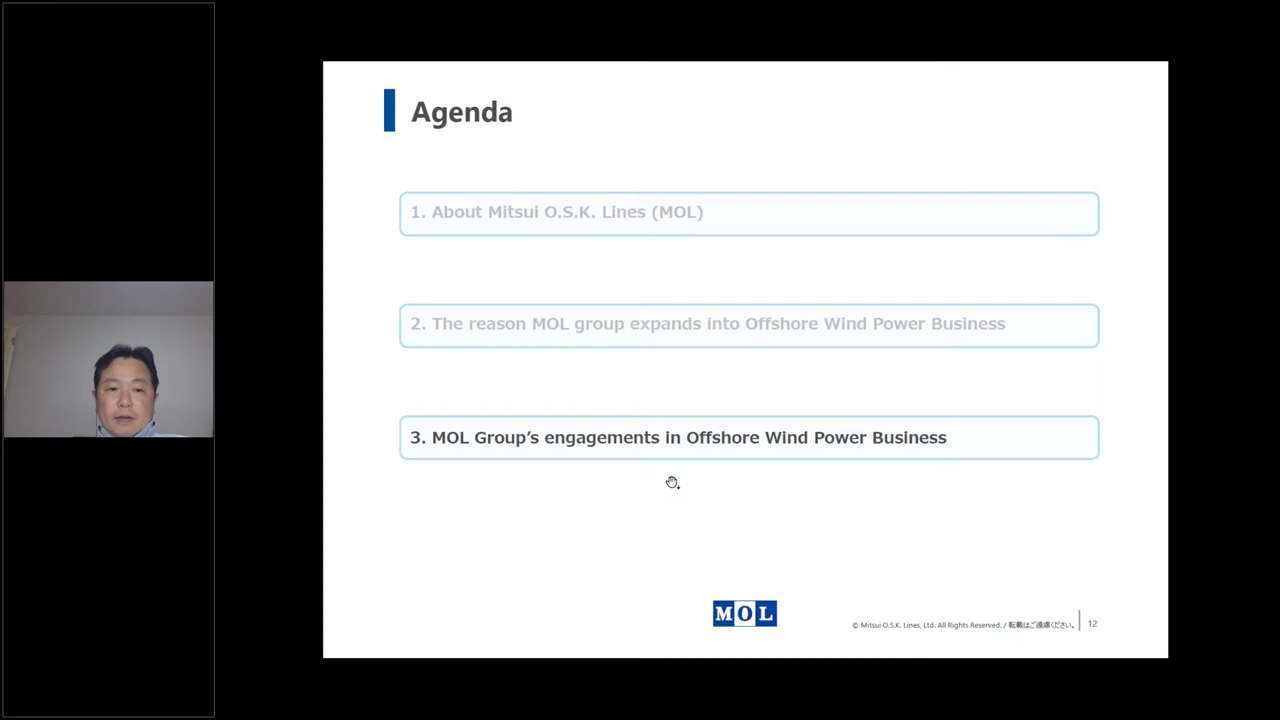 Agenda
1. About Mitsui O.S.K. Lines (MOL)
2. The reason MOL group expands into Offshore Wind Power Business
3. MOL Group’s engagements in Offshore Wind Power Business
MOL
© Mitsui O.S.K. Lines, Ltd. All Rights Reserved. / 転載はご遠慮ください。
12